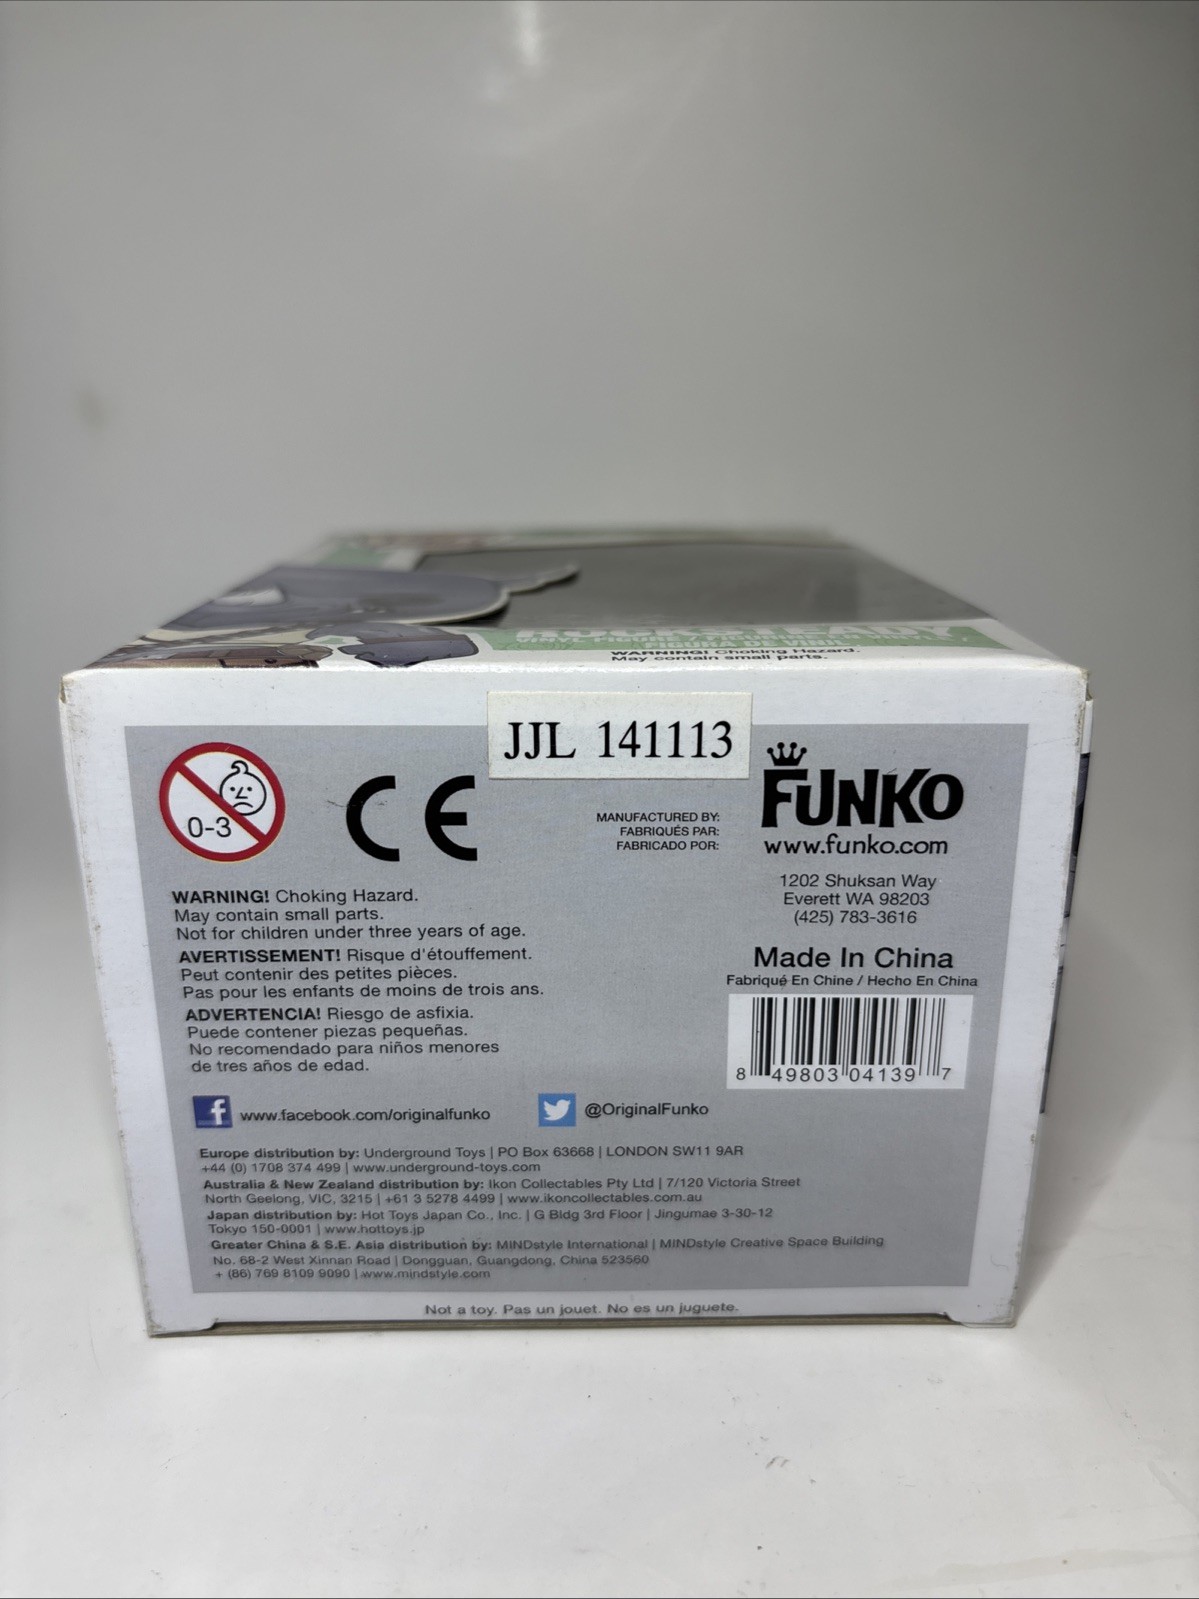 ROCKSTEADY
FIGURA DE VINIL
WARNING! Choking Hazard.
May contain small parts.
JJL 141113
0-3
CE
MANUFACTURED BY:
FABRIQUÉS PAR:
FABRICADO POR:
FUNKO
www.funko.com
1202 Shuksan Way
Everett WA 98203
(425) 783-3616
Made In China
Fabriqué En Chine / Hecho En China
8 49803 04139 7
WARNING! Choking Hazard.
May contain small parts.
Not for children under three years of age.
AVERTISSEMENT! Risque d'étouffement.
Peut contenir des petites pièces.
Pas pour les enfants de moins de trois ans.
ADVERTENCIA! Riesgo de asfixia.
Puede contener piezas pequeñas.
No recomendado para niños menores
de tres años de edad.
f www.facebook.com/originalfunko
@OriginalFunko
Europe distribution by: Underground Toys | PO Box 63668 | LONDON SW11 9AR
+44 (0) 1708 374 499 | www.underground-toys.com
Australia & New Zealand distribution by: Ikon Collectables Pty Ltd | 7/120 Victoria Street
North Geelong, VIC, 3215 | +61 3 5278 4499 | www.ikoncollectables.com.au
Japan distribution by: Hot Toys Japan Co., Inc. | G Bldg 3rd Floor | Jingumae 3-30-12
Tokyo 150-0001 | www.hottoys.jp
Greater China & S.E. Asia distribution by: MINDstyle International | MINDstyle Creative Space Building
No. 68-2 West Xinnan Road | Dongguan, Guangdong, China 523560
+ (86) 769 8109 9090 | www.mindstyle.com
Not a toy. Pas un jouet. No es un juguete.